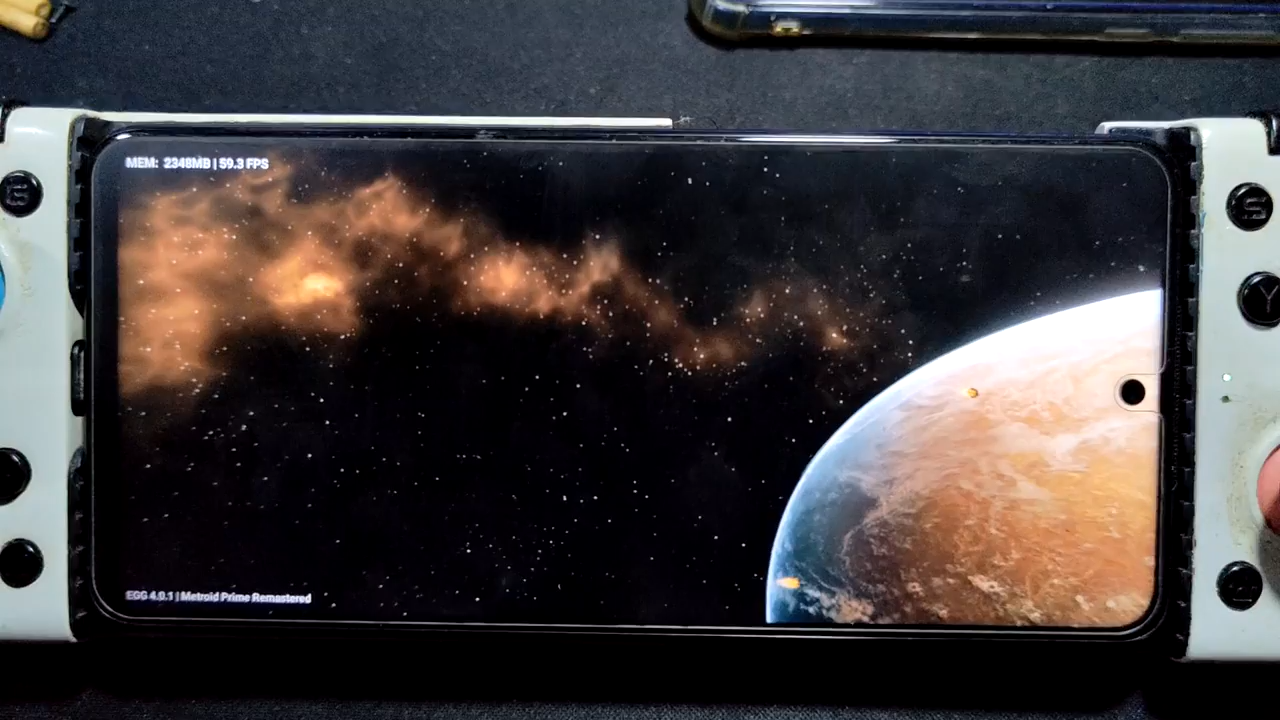 MEM: 2348MB | 59.3 FPS
S
Y
EGG 4.0.1 | Metroid Prime Remastered